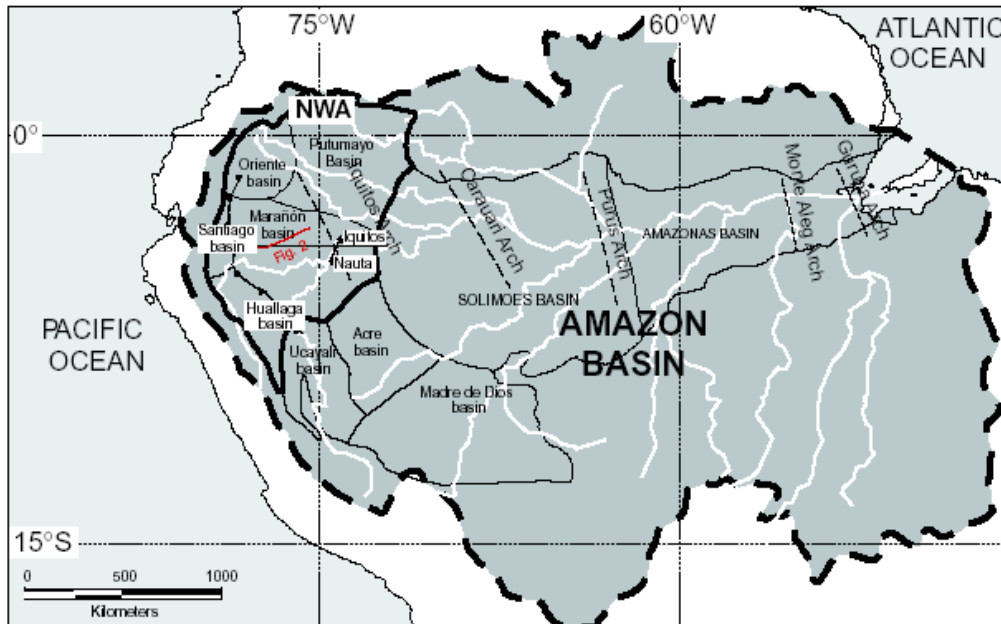 75°W
60°W
ATLANTIC
OCEAN
NWA
0°
Putumayo
Basin
Oriente
basin
Iquitos Arch
Carauari Arch
Purus Arch
Monte Aleg Arch
Gurupa Arch
Marañón
basin
Santiago
basin
Fig. 2
Iquitos
Nauta
AMAZONAS BASIN
SOLIMOES BASIN
Huallaga
basin
AMAZON
BASIN
PACIFIC
OCEAN
Acre
basin
Ucayali
basin
Madre de Dios
basin
15°S
0 500 1000
Kilometers